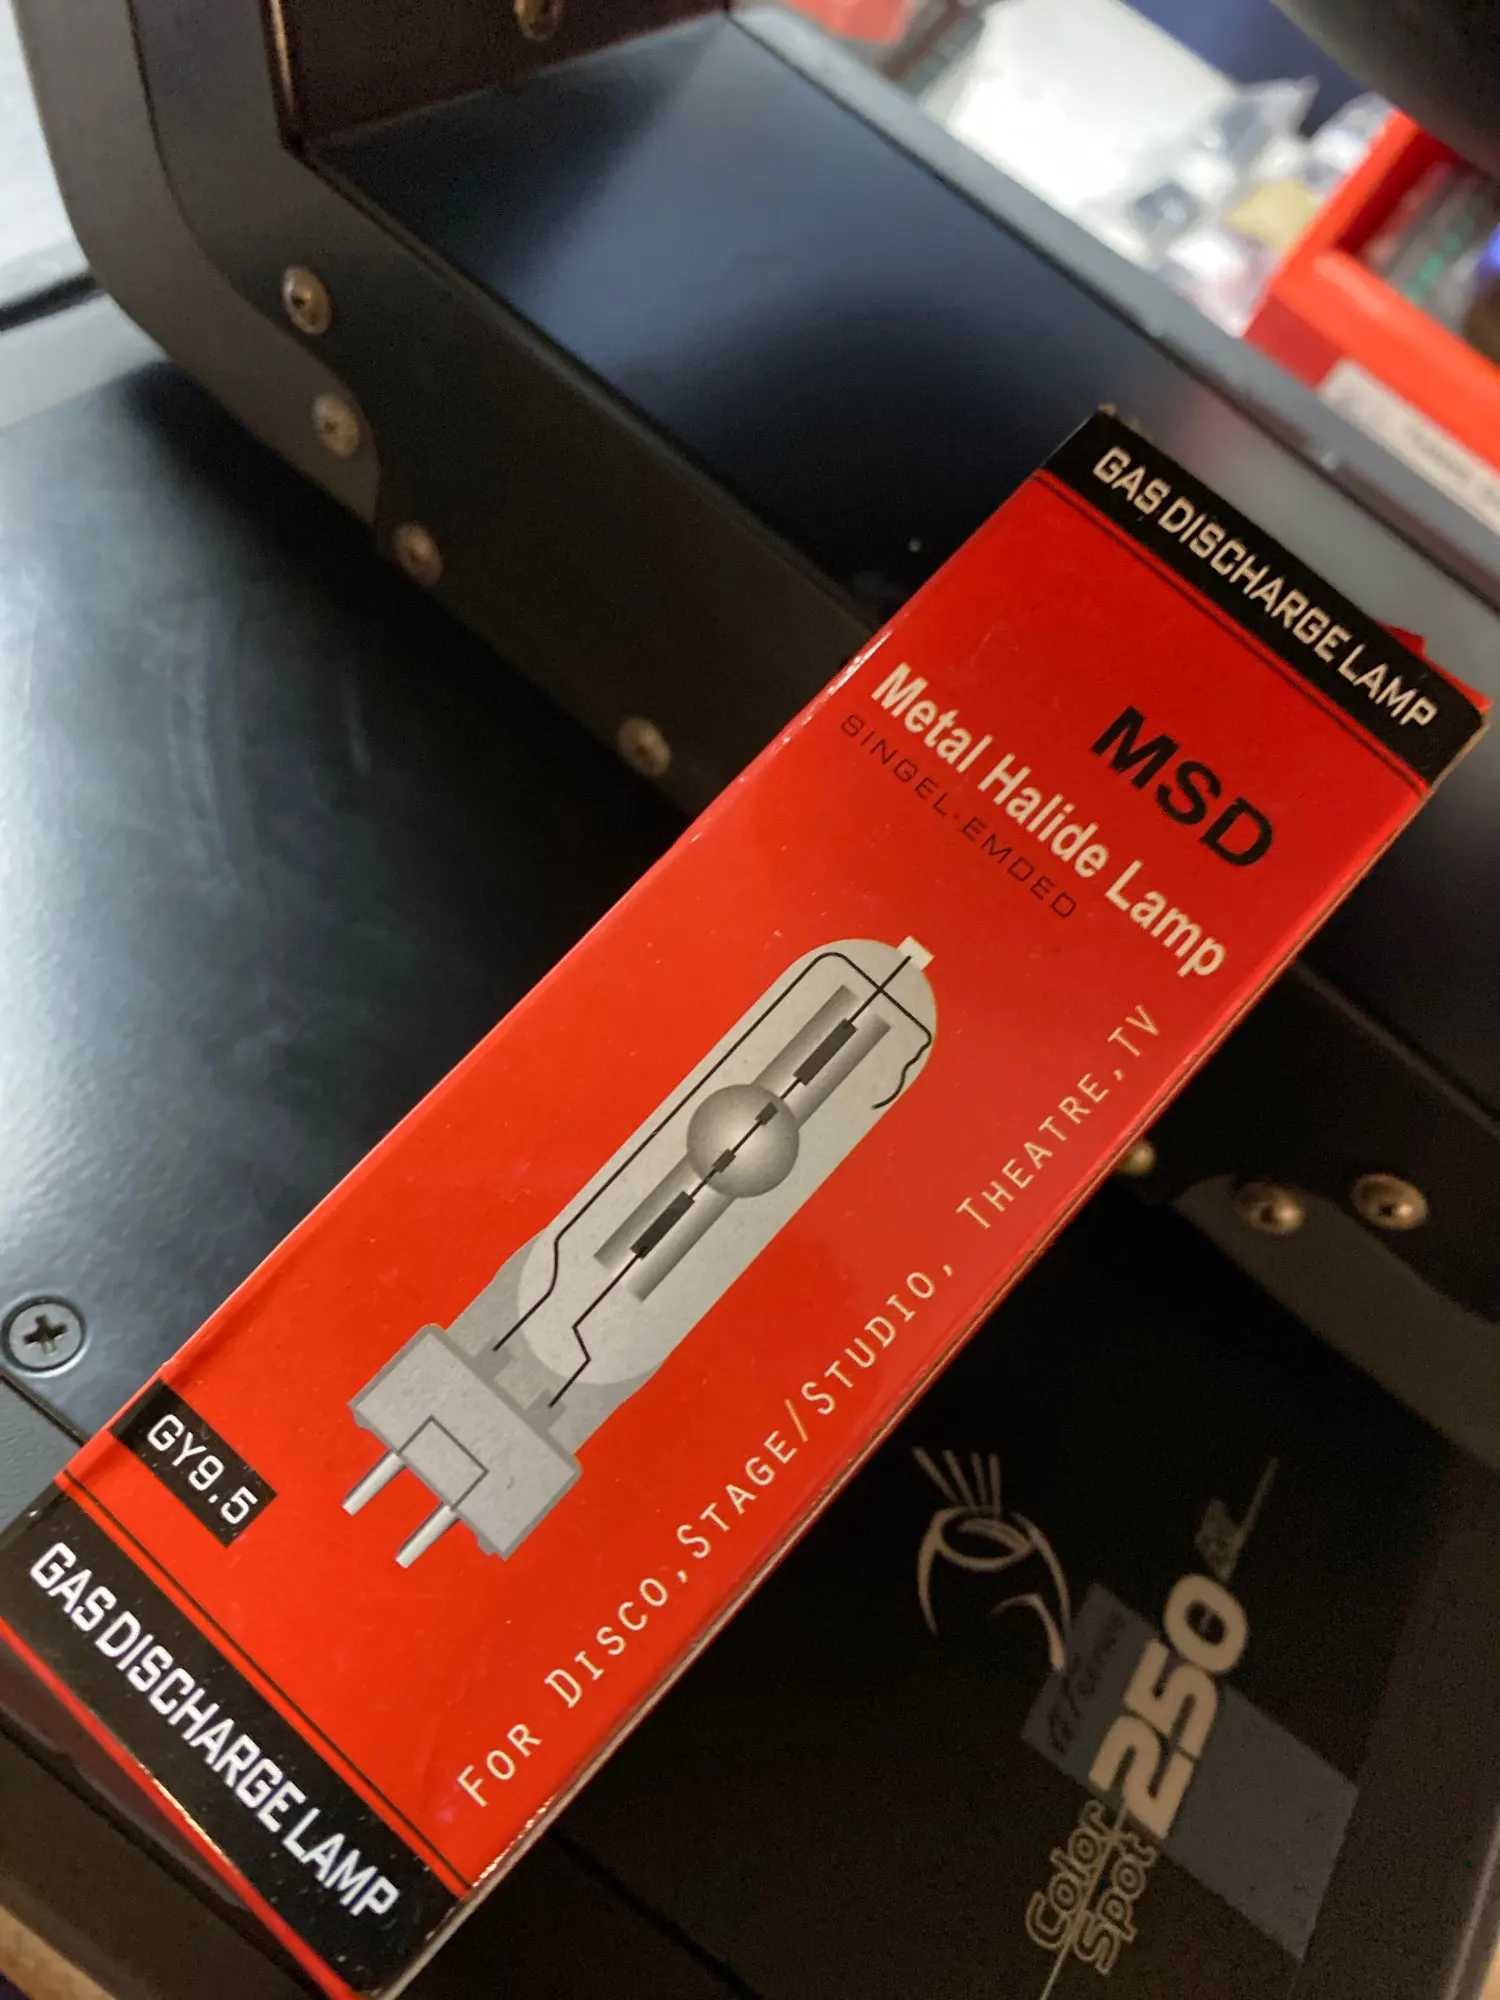 GAS DISCHARGE LAMP
MSD
Metal Halide Lamp
SINGEL-EMDED
FOR DISCO, STAGE/STUDIO, THEATRE, TV
GY9.5
GAS DISCHARGE LAMP
Color
Spot
250